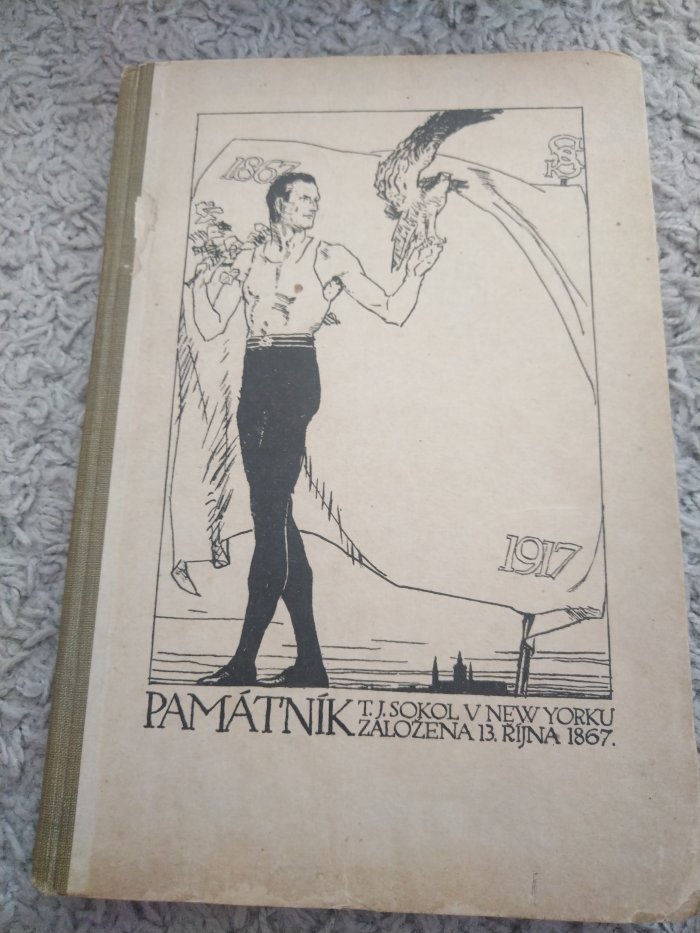 1867
1917
PAMÁTNÍK T. J. SOKOL V NEW YORKU
ZALOŽENA 13. ŘÍJNA 1867.